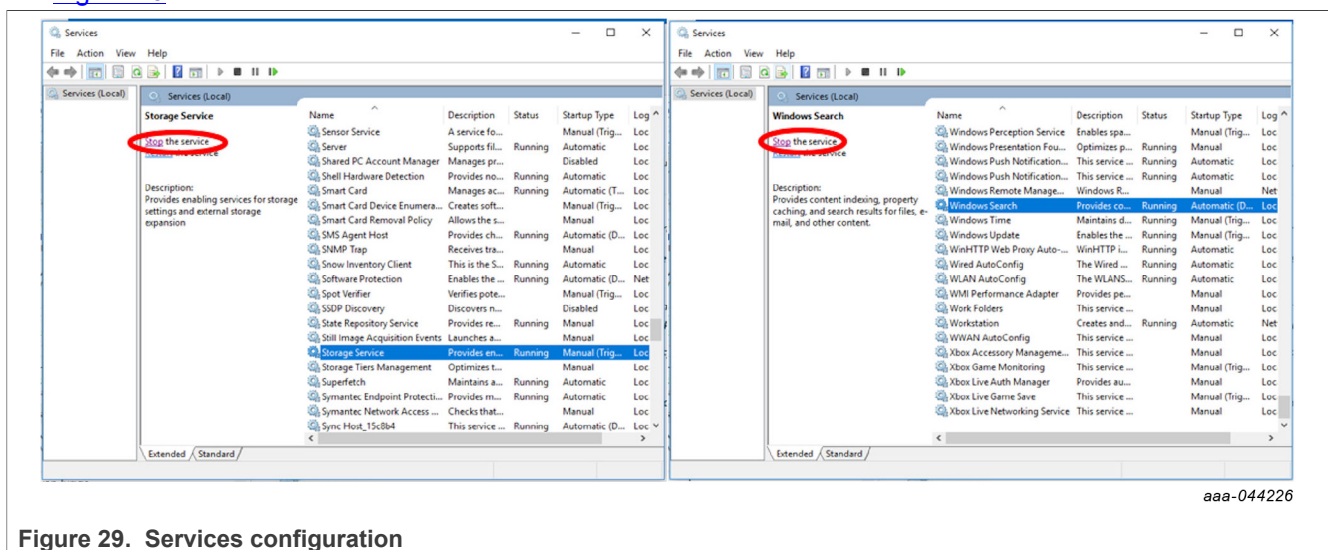 Services
File Action View Help
Services (Local)
Services (Local)
Storage Service
Stop the service
the service
Description:
Provides enabling services for storage
settings and external storage
expansion
Name Description Status Startup Type Log
Sensor Service A service fo... Manual (Trig... Loc
Server Supports fil... Running Automatic Loc
Shared PC Account Manager Manages pr... Disabled Loc
Shell Hardware Detection Provides no... Running Automatic Loc
Smart Card Manages ac... Running Automatic (T... Loc
Smart Card Device Enumera... Creates soft... Manual (Trig... Loc
Smart Card Removal Policy Allows the s... Manual Loc
SMS Agent Host Provides ch... Running Automatic (D... Loc
SNMP Trap Receives tra... Manual Loc
Snow Inventory Client This is the S... Running Automatic Loc
Software Protection Enables the ... Running Automatic (D... Net
Spot Verifier Verifies pote... Manual (Trig... Loc
SSDP Discovery Discovers n... Disabled Loc
State Repository Service Provides re... Running Manual Loc
Still Image Acquisition Events Launches a... Manual Loc
Storage Service Provides en... Running Manual (Trig... Loc
Storage Tiers Management Optimizes t... Manual Loc
Superfetch Maintains a... Running Automatic Loc
Symantec Endpoint Protecti... Provides m... Running Automatic Loc
Symantec Network Access ... Checks that... Manual Loc
Sync Host_15c8b4 This service ... Running Automatic (D... Loc
Extended Standard
Services
File Action View Help
Services (Local)
Services (Local)
Windows Search
Stop the service
the service
Description:
Provides content indexing, property
caching, and search results for files, e-
mail, and other content.
Name Description Status Startup Type Log
Windows Perception Service Enables spa... Manual (Trig... Loc
Windows Presentation Fou... Optimizes p... Running Manual Loc
Windows Push Notification... This service ... Running Automatic Loc
Windows Push Notification... This service ... Running Automatic Loc
Windows Remote Manage... Windows R... Manual Net
Windows Search Provides co... Running Automatic (D... Loc
Windows Time Maintains d... Running Manual (Trig... Loc
Windows Update Enables the ... Running Manual (Trig... Loc
WinHTTP Web Proxy Auto-... WinHTTP i... Running Automatic Loc
Wired AutoConfig The Wired ... Running Automatic Loc
WLAN AutoConfig The WLANS... Running Automatic Loc
WMI Performance Adapter Provides pe... Manual Loc
Work Folders This service ... Manual Loc
Workstation Creates and... Running Automatic Net
WWAN AutoConfig This service ... Manual Loc
Xbox Accessory Manageme... This service ... Manual Loc
Xbox Game Monitoring This service ... Manual (Trig... Loc
Xbox Live Auth Manager Provides au... Manual Loc
Xbox Live Game Save This service ... Manual (Trig... Loc
Xbox Live Networking Service This service ... Manual Loc
Extended Standard
aaa-044226
Figure 29. Services configuration